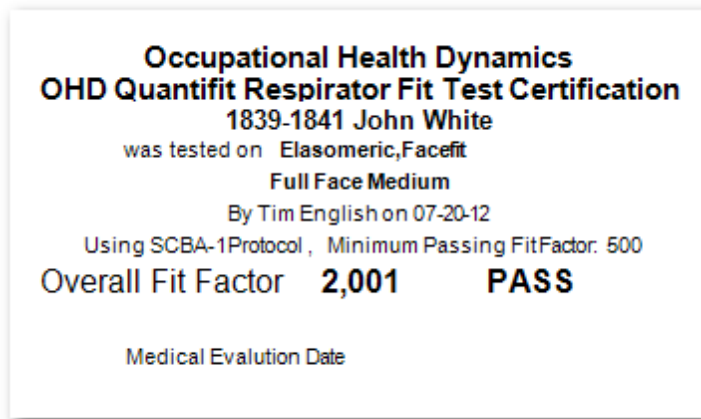 Occupational Health Dynamics
OHD Quantifit Respirator Fit Test Certification
1839-1841 John White
was tested on Elasomeric,Facefit
Full Face Medium
By Tim English on 07-20-12
Using SCBA-1Protocol , Minimum Passing FitFactor: 500
Overall Fit Factor 2,001 PASS
Medical Evalution Date